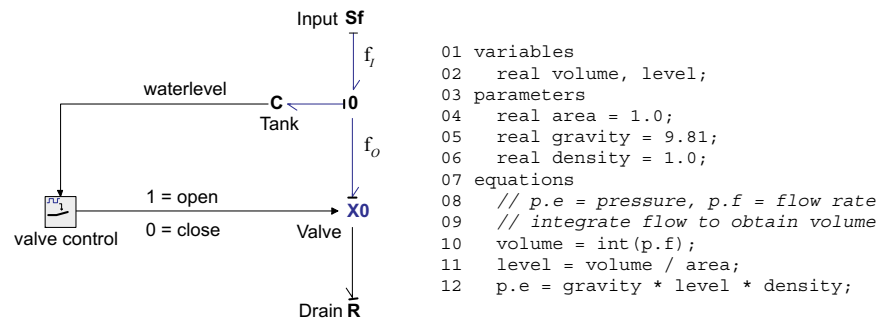 Input Sf
f_I
waterlevel
C
0
Tank
f_O
1 = open
X0
valve control
0 = close
Valve
Drain R
01 variables
02   real volume, level;
03 parameters
04   real area = 1.0;
05   real gravity = 9.81;
06   real density = 1.0;
07 equations
08   // p.e = pressure, p.f = flow rate
09   // integrate flow to obtain volume
10   volume = int(p.f);
11   level = volume / area;
12   p.e = gravity * level * density;